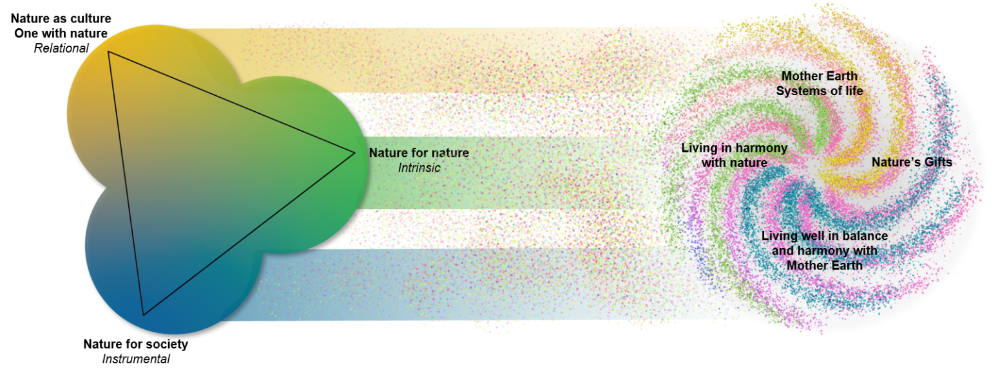 Nature as culture
One with nature
Relational
Nature for nature
Intrinsic
Nature for society
Instrumental
Mother Earth
Systems of life
Living in harmony
with nature
Nature’s Gifts
Living well in balance
and harmony with
Mother Earth